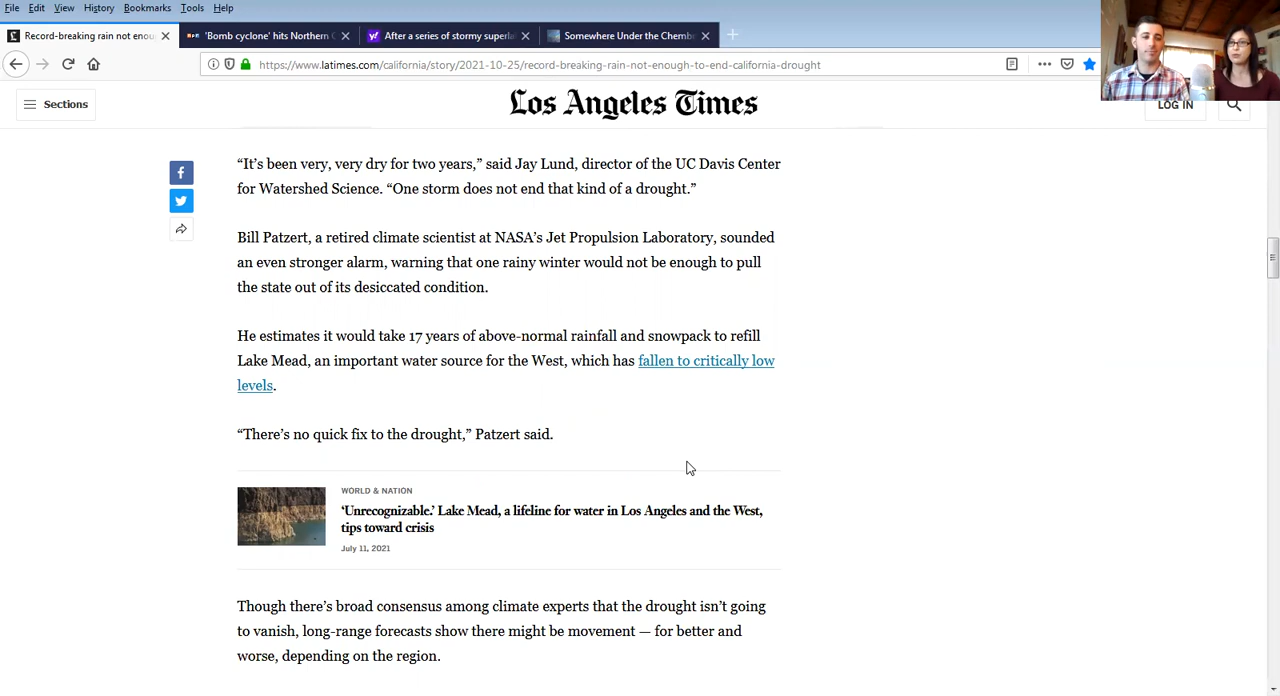 File Edit View History Bookmarks Tools Help
Record-breaking rain not enou
'Bomb cyclone' hits Northern C
After a series of stormy superla
Somewhere Under the Chemtr
https://www.latimes.com/california/story/2021-10-25/record-breaking-rain-not-enough-to-end-california-drought
Sections
Los Angeles Times
LOG IN
“It’s been very, very dry for two years,” said Jay Lund, director of the UC Davis Center
for Watershed Science. “One storm does not end that kind of a drought.”
Bill Patzert, a retired climate scientist at NASA’s Jet Propulsion Laboratory, sounded
an even stronger alarm, warning that one rainy winter would not be enough to pull
the state out of its desiccated condition.
He estimates it would take 17 years of above-normal rainfall and snowpack to refill
Lake Mead, an important water source for the West, which has fallen to critically low
levels.
“There’s no quick fix to the drought,” Patzert said.
WORLD & NATION
‘Unrecognizable.’ Lake Mead, a lifeline for water in Los Angeles and the West,
tips toward crisis
July 11, 2021
Though there’s broad consensus among climate experts that the drought isn’t going
to vanish, long-range forecasts show there might be movement — for better and
worse, depending on the region.